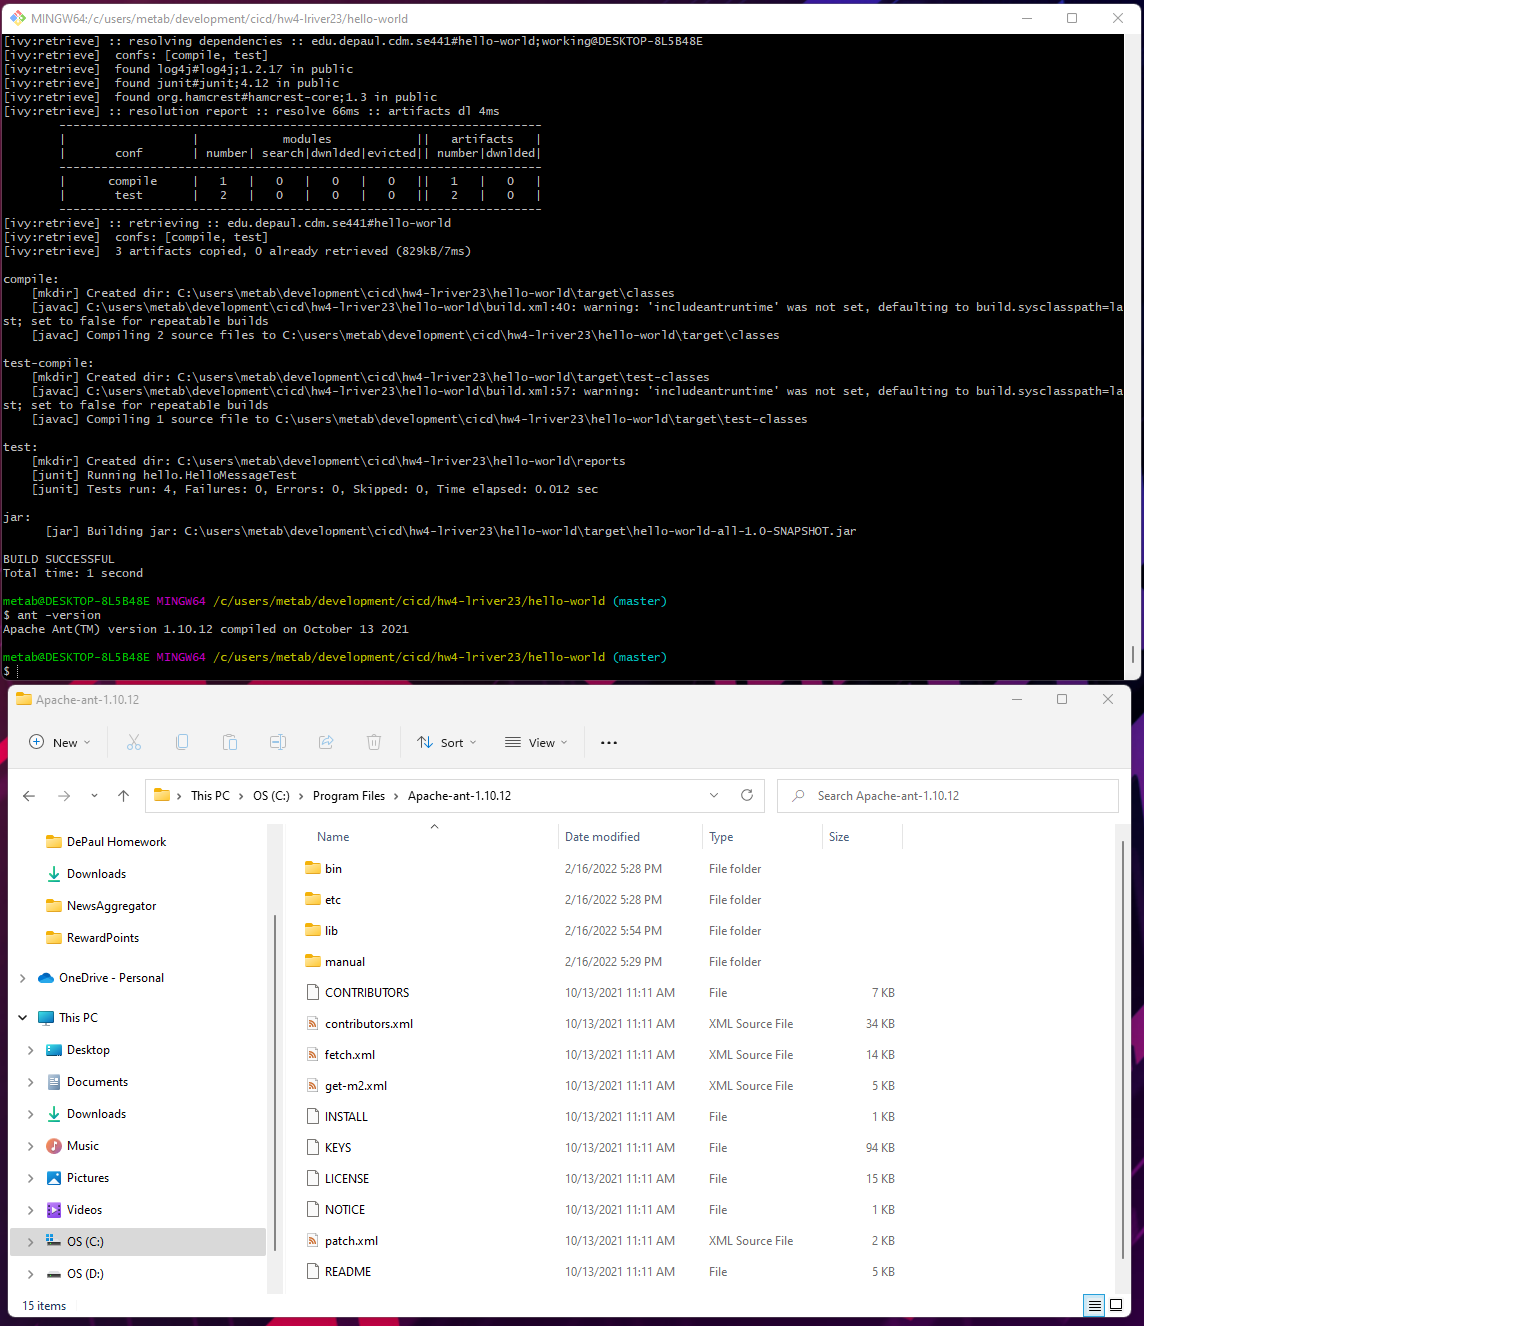 MINGW64:/c/users/metab/development/cicd/hw4-lriver23/hello-world
[ivy:retrieve] :: resolving dependencies :: edu.depaul.cdm.se441#hello-world;working@DESKTOP-8L5B48E
[ivy:retrieve]  confs: [compile, test]
[ivy:retrieve]  found log4j#log4j;1.2.17 in public
[ivy:retrieve]  found junit#junit;4.12 in public
[ivy:retrieve]  found org.hamcrest#hamcrest-core;1.3 in public
[ivy:retrieve] :: resolution report :: resolve 66ms :: artifacts dl 4ms
---------------------------------------------------------------------
|                  |            modules            ||   artifacts   |
|       conf       | number| search|dwnlded|evicted|| number|dwnlded|
---------------------------------------------------------------------
|      compile     |   1   |   0   |   0   |   0   ||   1   |   0   |
|       test       |   2   |   0   |   0   |   0   ||   2   |   0   |
---------------------------------------------------------------------
[ivy:retrieve] :: retrieving :: edu.depaul.cdm.se441#hello-world
[ivy:retrieve]  confs: [compile, test]
[ivy:retrieve]  3 artifacts copied, 0 already retrieved (829kB/7ms)
compile:
[mkdir] Created dir: C:\users\metab\development\cicd\hw4-lriver23\hello-world\target\classes
[javac] C:\users\metab\development\cicd\hw4-lriver23\hello-world\build.xml:40: warning: 'includeantruntime' was not set, defaulting to build.sysclasspath=la
st; set to false for repeatable builds
[javac] Compiling 2 source files to C:\users\metab\development\cicd\hw4-lriver23\hello-world\target\classes
test-compile:
[mkdir] Created dir: C:\users\metab\development\cicd\hw4-lriver23\hello-world\target\test-classes
[javac] C:\users\metab\development\cicd\hw4-lriver23\hello-world\build.xml:57: warning: 'includeantruntime' was not set, defaulting to build.sysclasspath=la
st; set to false for repeatable builds
[javac] Compiling 1 source file to C:\users\metab\development\cicd\hw4-lriver23\hello-world\target\test-classes
test:
[mkdir] Created dir: C:\users\metab\development\cicd\hw4-lriver23\hello-world\reports
[junit] Running hello.HelloMessageTest
[junit] Tests run: 4, Failures: 0, Errors: 0, Skipped: 0, Time elapsed: 0.012 sec
jar:
[jar] Building jar: C:\users\metab\development\cicd\hw4-lriver23\hello-world\target\hello-world-all-1.0-SNAPSHOT.jar
BUILD SUCCESSFUL
Total time: 1 second
metab@DESKTOP-8L5B48E MINGW64 /c/users/metab/development/cicd/hw4-lriver23/hello-world (master)
$ ant -version
Apache Ant(TM) version 1.10.12 compiled on October 13 2021
metab@DESKTOP-8L5B48E MINGW64 /c/users/metab/development/cicd/hw4-lriver23/hello-world (master)
$
Apache-ant-1.10.12
New Sort View
This PC > OS (C:) > Program Files > Apache-ant-1.10.12 Search Apache-ant-1.10.12
DePaul Homework
Downloads
NewsAggregator
RewardPoints
OneDrive - Personal
This PC
Desktop
Documents
Downloads
Music
Pictures
Videos
OS (C:)
OS (D:)
Name Date modified Type Size
bin 2/16/2022 5:28 PM File folder
etc 2/16/2022 5:28 PM File folder
lib 2/16/2022 5:54 PM File folder
manual 2/16/2022 5:29 PM File folder
CONTRIBUTORS 10/13/2021 11:11 AM File 7 KB
contributors.xml 10/13/2021 11:11 AM XML Source File 34 KB
fetch.xml 10/13/2021 11:11 AM XML Source File 14 KB
get-m2.xml 10/13/2021 11:11 AM XML Source File 5 KB
INSTALL 10/13/2021 11:11 AM File 1 KB
KEYS 10/13/2021 11:11 AM File 94 KB
LICENSE 10/13/2021 11:11 AM File 15 KB
NOTICE 10/13/2021 11:11 AM File 1 KB
patch.xml 10/13/2021 11:11 AM XML Source File 2 KB
README 10/13/2021 11:11 AM File 5 KB
15 items